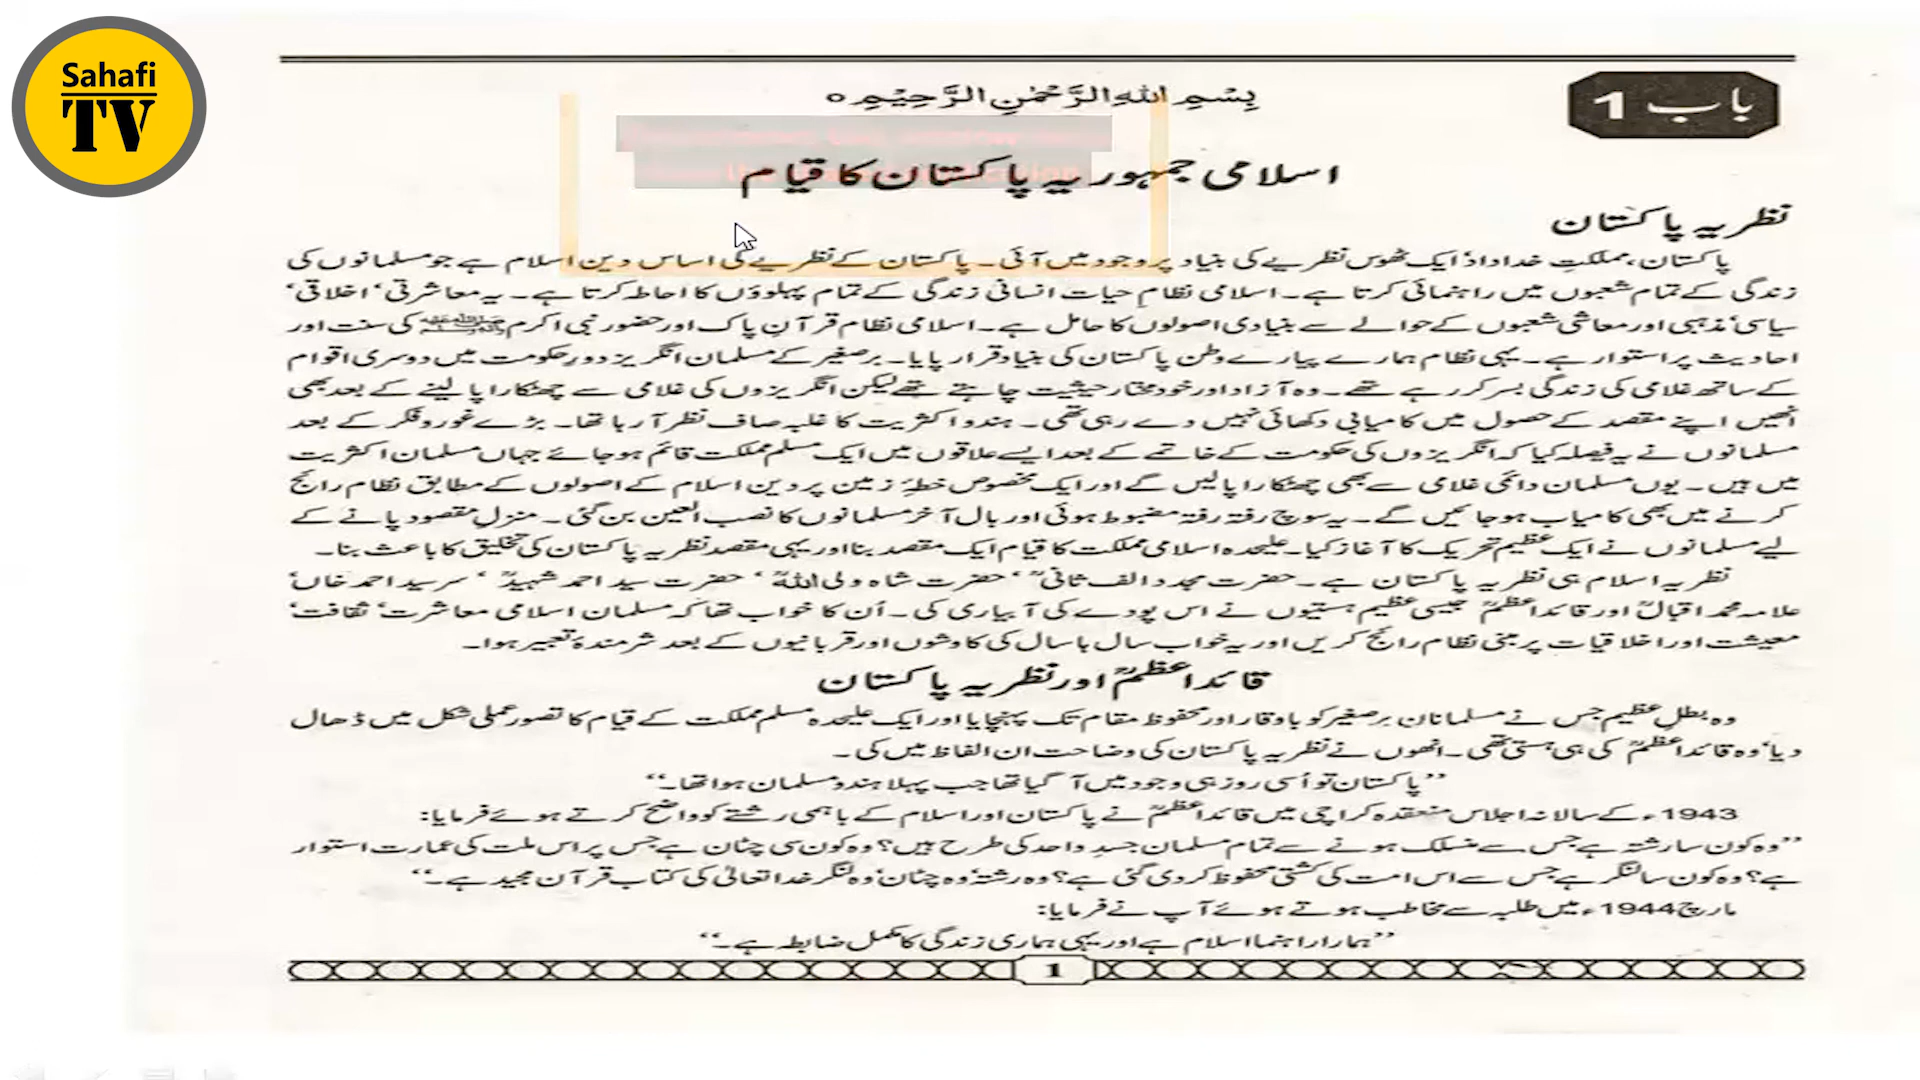 Sahafi
TV
باب 1
بِسْمِ اللّٰهِ الرَّحْمٰنِ الرَّحِيْمِ ○
اسلامی جمہوریہ پاکستان کا قیام
نظریہ پاکستان
پاکستان، مملکتِ خداداد ایک ٹھوس نظریے کی بنیاد پر وجود میں آئی۔ پاکستان کے نظریے کی اساس دین اسلام ہے جو مسلمانوں کی
زندگی کے تمام شعبوں میں راہنمائی کرتا ہے۔ اسلامی نظامِ حیات انسانی زندگی کے تمام پہلوؤں کا احاطہ کرتا ہے۔ یہ معاشرتی، اخلاقی،
سیاسی، مذہبی اور معاشی شعبوں کے حوالے سے بنیادی اصولوں کا حامل ہے۔ اسلامی نظام قرآن پاک اور حضور نبی اکرم ﷺ کی سنت اور
احادیث پر استوار ہے۔ یہی نظام ہمارے پیارے وطن پاکستان کی بنیاد قرار پایا۔ برصغیر کے مسلمان انگریز دورِ حکومت میں دوسری اقوام
کے ساتھ غلامی کی زندگی بسر کر رہے تھے۔ وہ آزاد اور خود مختار حیثیت چاہتے تھے لیکن انگریزوں کی غلامی سے چھٹکارا پا لینے کے بعد بھی
انھیں اپنے مقصد کے حصول میں کامیابی دکھائی نہیں دے رہی تھی۔ ہندو اکثریت کا غلبہ صاف نظر آ رہا تھا۔ بڑے غور و فکر کے بعد
مسلمانوں نے یہ فیصلہ کیا کہ انگریزوں کی حکومت کے خاتمے کے بعد ایسے علاقوں میں ایک مسلم مملکت قائم ہو جائے جہاں مسلمان اکثریت
میں ہیں۔ یوں مسلمان دائمی غلامی سے بھی چھٹکارا پا لیں گے اور ایک مخصوص خطۂ زمین پر دین اسلام کے اصولوں کے مطابق نظام رائج
کرنے میں بھی کامیاب ہو جائیں گے۔ یہ سوچ رفتہ رفتہ مضبوط ہوئی اور بال آخر مسلمانوں کا نصب العین بن گئی۔ منزلِ مقصود پانے کے
لیے مسلمانوں نے ایک عظیم تحریک کا آغاز کیا۔ علیحدہ اسلامی مملکت کا قیام ایک مقصد بنا اور یہی مقصد نظریہ پاکستان کی تخلیق کا باعث بنا۔
نظریہ اسلام ہی نظریہ پاکستان ہے۔ حضرت مجدد الف ثانیؒ، حضرت شاہ ولی اللہؒ، حضرت سید احمد شہیدؒ، سر سید احمد خاں،
علامہ محمد اقبالؒ اور قائداعظمؒ جیسی عظیم ہستیوں نے اس پودے کی آبیاری کی۔ اُن کا خواب تھا کہ مسلمان اسلامی معاشرت، ثقافت،
معیشت اور اخلاقیات پر مبنی نظام رائج کریں اور یہ خواب سال ہا سال کی کاوشوں اور قربانیوں کے بعد شرمندۂ تعبیر ہوا۔
قائداعظمؒ اور نظریہ پاکستان
وہ بطلِ عظیم جس نے مسلمانان برصغیر کو باوقار اور محفوظ مقام تک پہنچایا اور ایک علیحدہ مسلم مملکت کے قیام کا تصور عملی شکل میں ڈھال
دیا، وہ قائداعظمؒ کی ہی ہستی تھی۔ انھوں نے نظریہ پاکستان کی وضاحت ان الفاظ میں کی۔
”پاکستان تو اُسی روز ہی وجود میں آ گیا تھا جب پہلا ہندو مسلمان ہوا تھا۔“
1943ء کے سالانہ اجلاس منعقدہ کراچی میں قائداعظمؒ نے پاکستان اور اسلام کے باہمی رشتے کو واضح کرتے ہوئے فرمایا:
”وہ کون سا رشتہ ہے جس سے منسلک ہونے سے تمام مسلمان جسدِ واحد کی طرح ہیں؟ وہ کون سی چٹان ہے جس پر اس ملت کی عمارت استوار
ہے؟ وہ کون سا لنگر ہے جس سے اس امت کی کشتی محفوظ کر دی گئی ہے؟ وہ رشتہ، وہ چٹان، وہ لنگر خدا تعالیٰ کی کتاب قرآن مجید ہے۔“
مارچ 1944ء میں طلبہ سے مخاطب ہوتے ہوئے آپ نے فرمایا:
”ہمارا راہنما اسلام ہے اور یہی ہماری زندگی کا مکمل ضابطہ ہے۔“
1